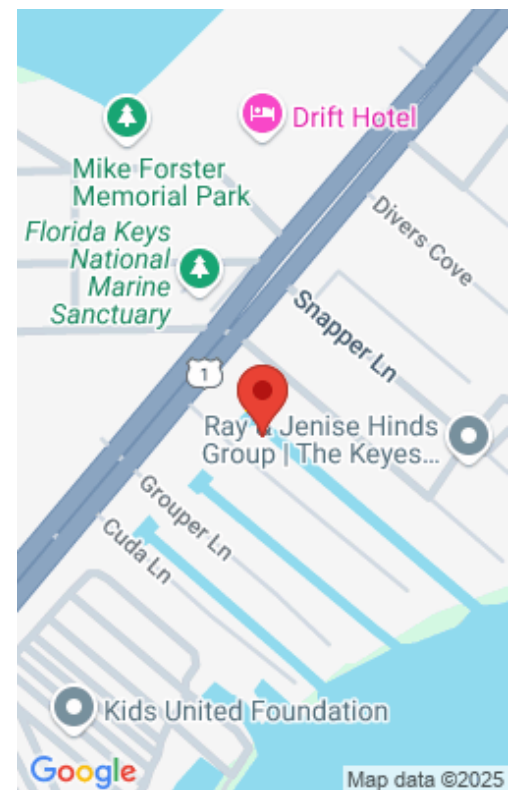 Drift Hotel
Mike Forster
Memorial Park
Florida Keys
National
Marine
Sanctuary
Divers Cove
Snapper Ln
1
Ray & Jenise Hinds
Group | The Keyes...
Grouper Ln
Cuda Ln
Kids United Foundation
Google
Map data ©2025